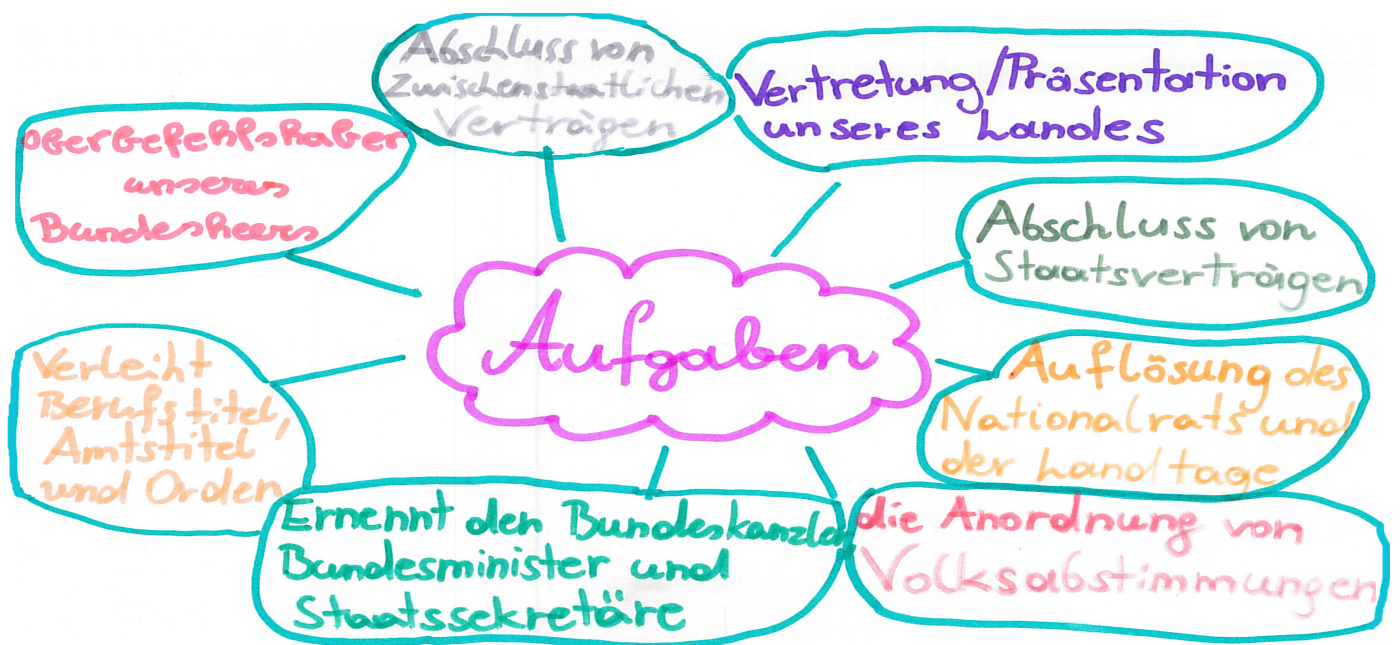 Abschluss von
Zwischenstaatlichen
Verträgen
Vertretung/Präsentation
unseres Landes
Oberbefehlshaber
unseres
Bundesheers
Abschluss von
Staatsverträgen
Aufgaben
Verleiht
Berufstitel,
Amtstitel
und Orden
Auflösung des
Nationalrats und
der Landtage
Ernennt den Bundeskanzler
Bundesminister und
Staatssekretäre
die Anordnung von
Volksabstimmungen